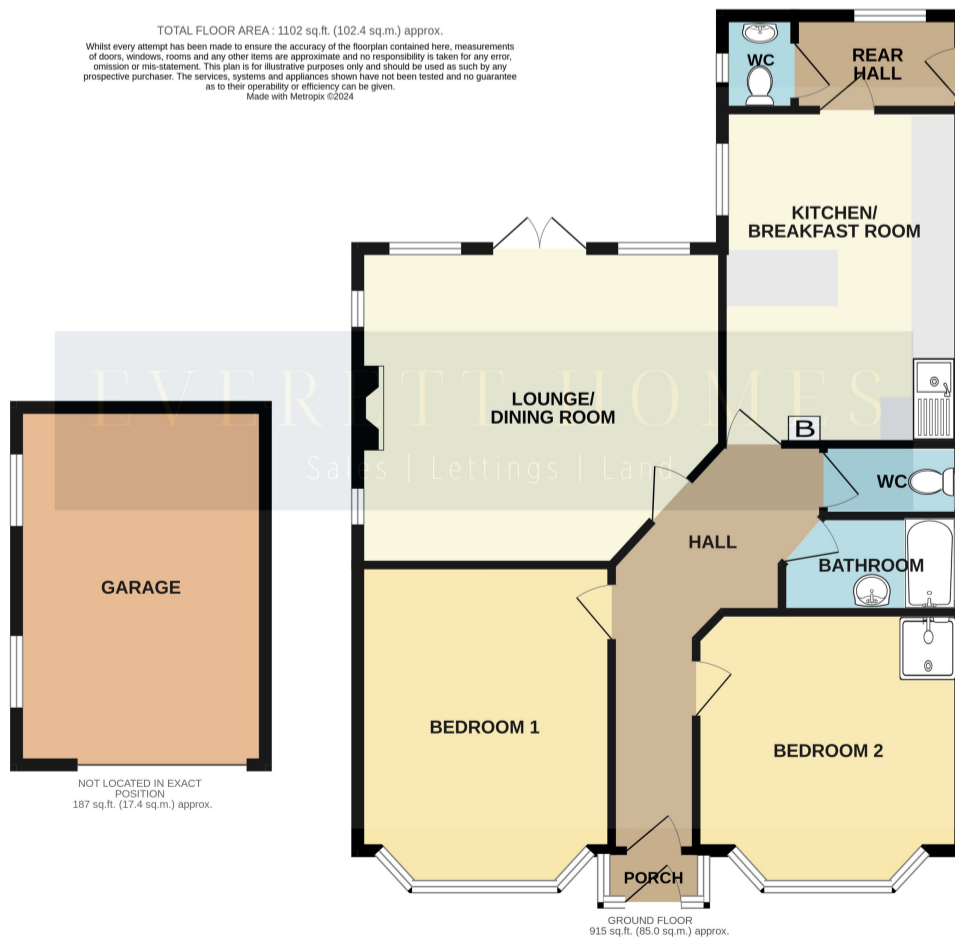 TOTAL FLOOR AREA : 1102 sq.ft. (102.4 sq.m.) approx.
Whilst every attempt has been made to ensure the accuracy of the floorplan contained here, measurements
of doors, windows, rooms and any other items are approximate and no responsibility is taken for any error,
omission or mis-statement. This plan is for illustrative purposes only and should be used as such by any
prospective purchaser. The services, systems and appliances shown have not been tested and no guarantee
as to their operability or efficiency can be given.
Made with Metropix ©2024
WC
REAR
HALL
KITCHEN/
BREAKFAST ROOM
EVERETT HOMES
Sales | Lettings | Land
LOUNGE/
DINING ROOM
B
WC
HALL
BATHROOM
GARAGE
BEDROOM 1
BEDROOM 2
NOT LOCATED IN EXACT
POSITION
187 sq.ft. (17.4 sq.m.) approx.
PORCH
GROUND FLOOR
915 sq.ft. (85.0 sq.m.) approx.